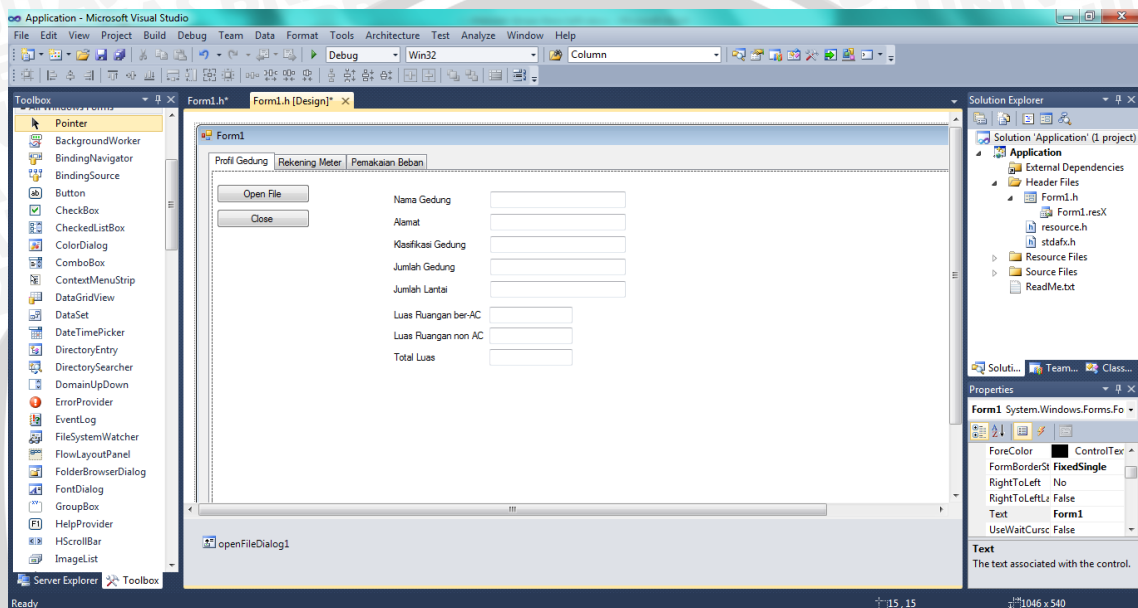 Application - Microsoft Visual Studio
File Edit View Project Build Debug Team Data Format Tools Architecture Test Analyze Window Help
Debug Win32 Column
Toolbox
Pointer
BackgroundWorker
BindingNavigator
BindingSource
Button
CheckBox
CheckedListBox
ColorDialog
ComboBox
ContextMenuStrip
DataGridView
DataSet
DateTimePicker
DirectoryEntry
DirectorySearcher
DomainUpDown
ErrorProvider
EventLog
FileSystemWatcher
FlowLayoutPanel
FolderBrowserDialog
FontDialog
GroupBox
HelpProvider
HScrollBar
ImageList
Server Explorer Toolbox
Form1.h* Form1.h [Design]*
Form1
Profil Gedung Rekening Meter Pemakaian Beban
Open File
Close
Nama Gedung
Alamat
Klasifikasi Gedung
Jumlah Gedung
Jumlah Lantai
Luas Ruangan ber-AC
Luas Ruangan non AC
Total Luas
openFileDialog1
Solution Explorer
Solution 'Application' (1 project)
Application
External Dependencies
Header Files
Form1.h
Form1.resX
resource.h
stdafx.h
Resource Files
Source Files
ReadMe.txt
Soluti... Team... Class...
Properties
Form1 System.Windows.Forms.Fo
ForeColor ControlTex
FormBorderSt FixedSingle
RightToLeft No
RightToLeftLa False
Text Form1
UseWaitCursc False
Text
The text associated with the control.
Ready 15 , 15 1046 x 540